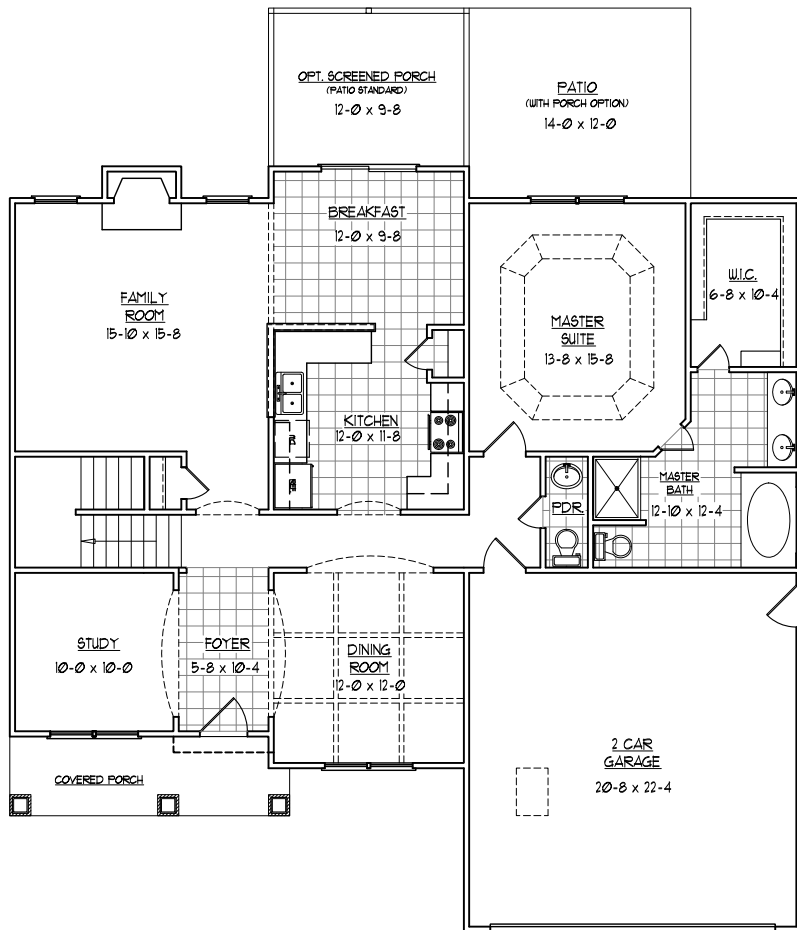 OPT. SCREENED PORCH
(PATIO STANDARD)
12-0 x 9-8
PATIO
(WITH PORCH OPTION)
14-0 x 12-0
BREAKFAST
12-0 x 9-8
FAMILY
ROOM
15-10 x 15-8
MASTER
SUITE
13-8 x 15-8
W.I.C.
6-8 x 10-4
KITCHEN
12-0 x 11-8
MASTER
BATH
12-10 x 12-4
PDR.
STUDY
10-0 x 10-0
FOYER
5-8 x 10-4
DINING
ROOM
12-0 x 12-0
2 CAR
GARAGE
20-8 x 22-4
COVERED PORCH